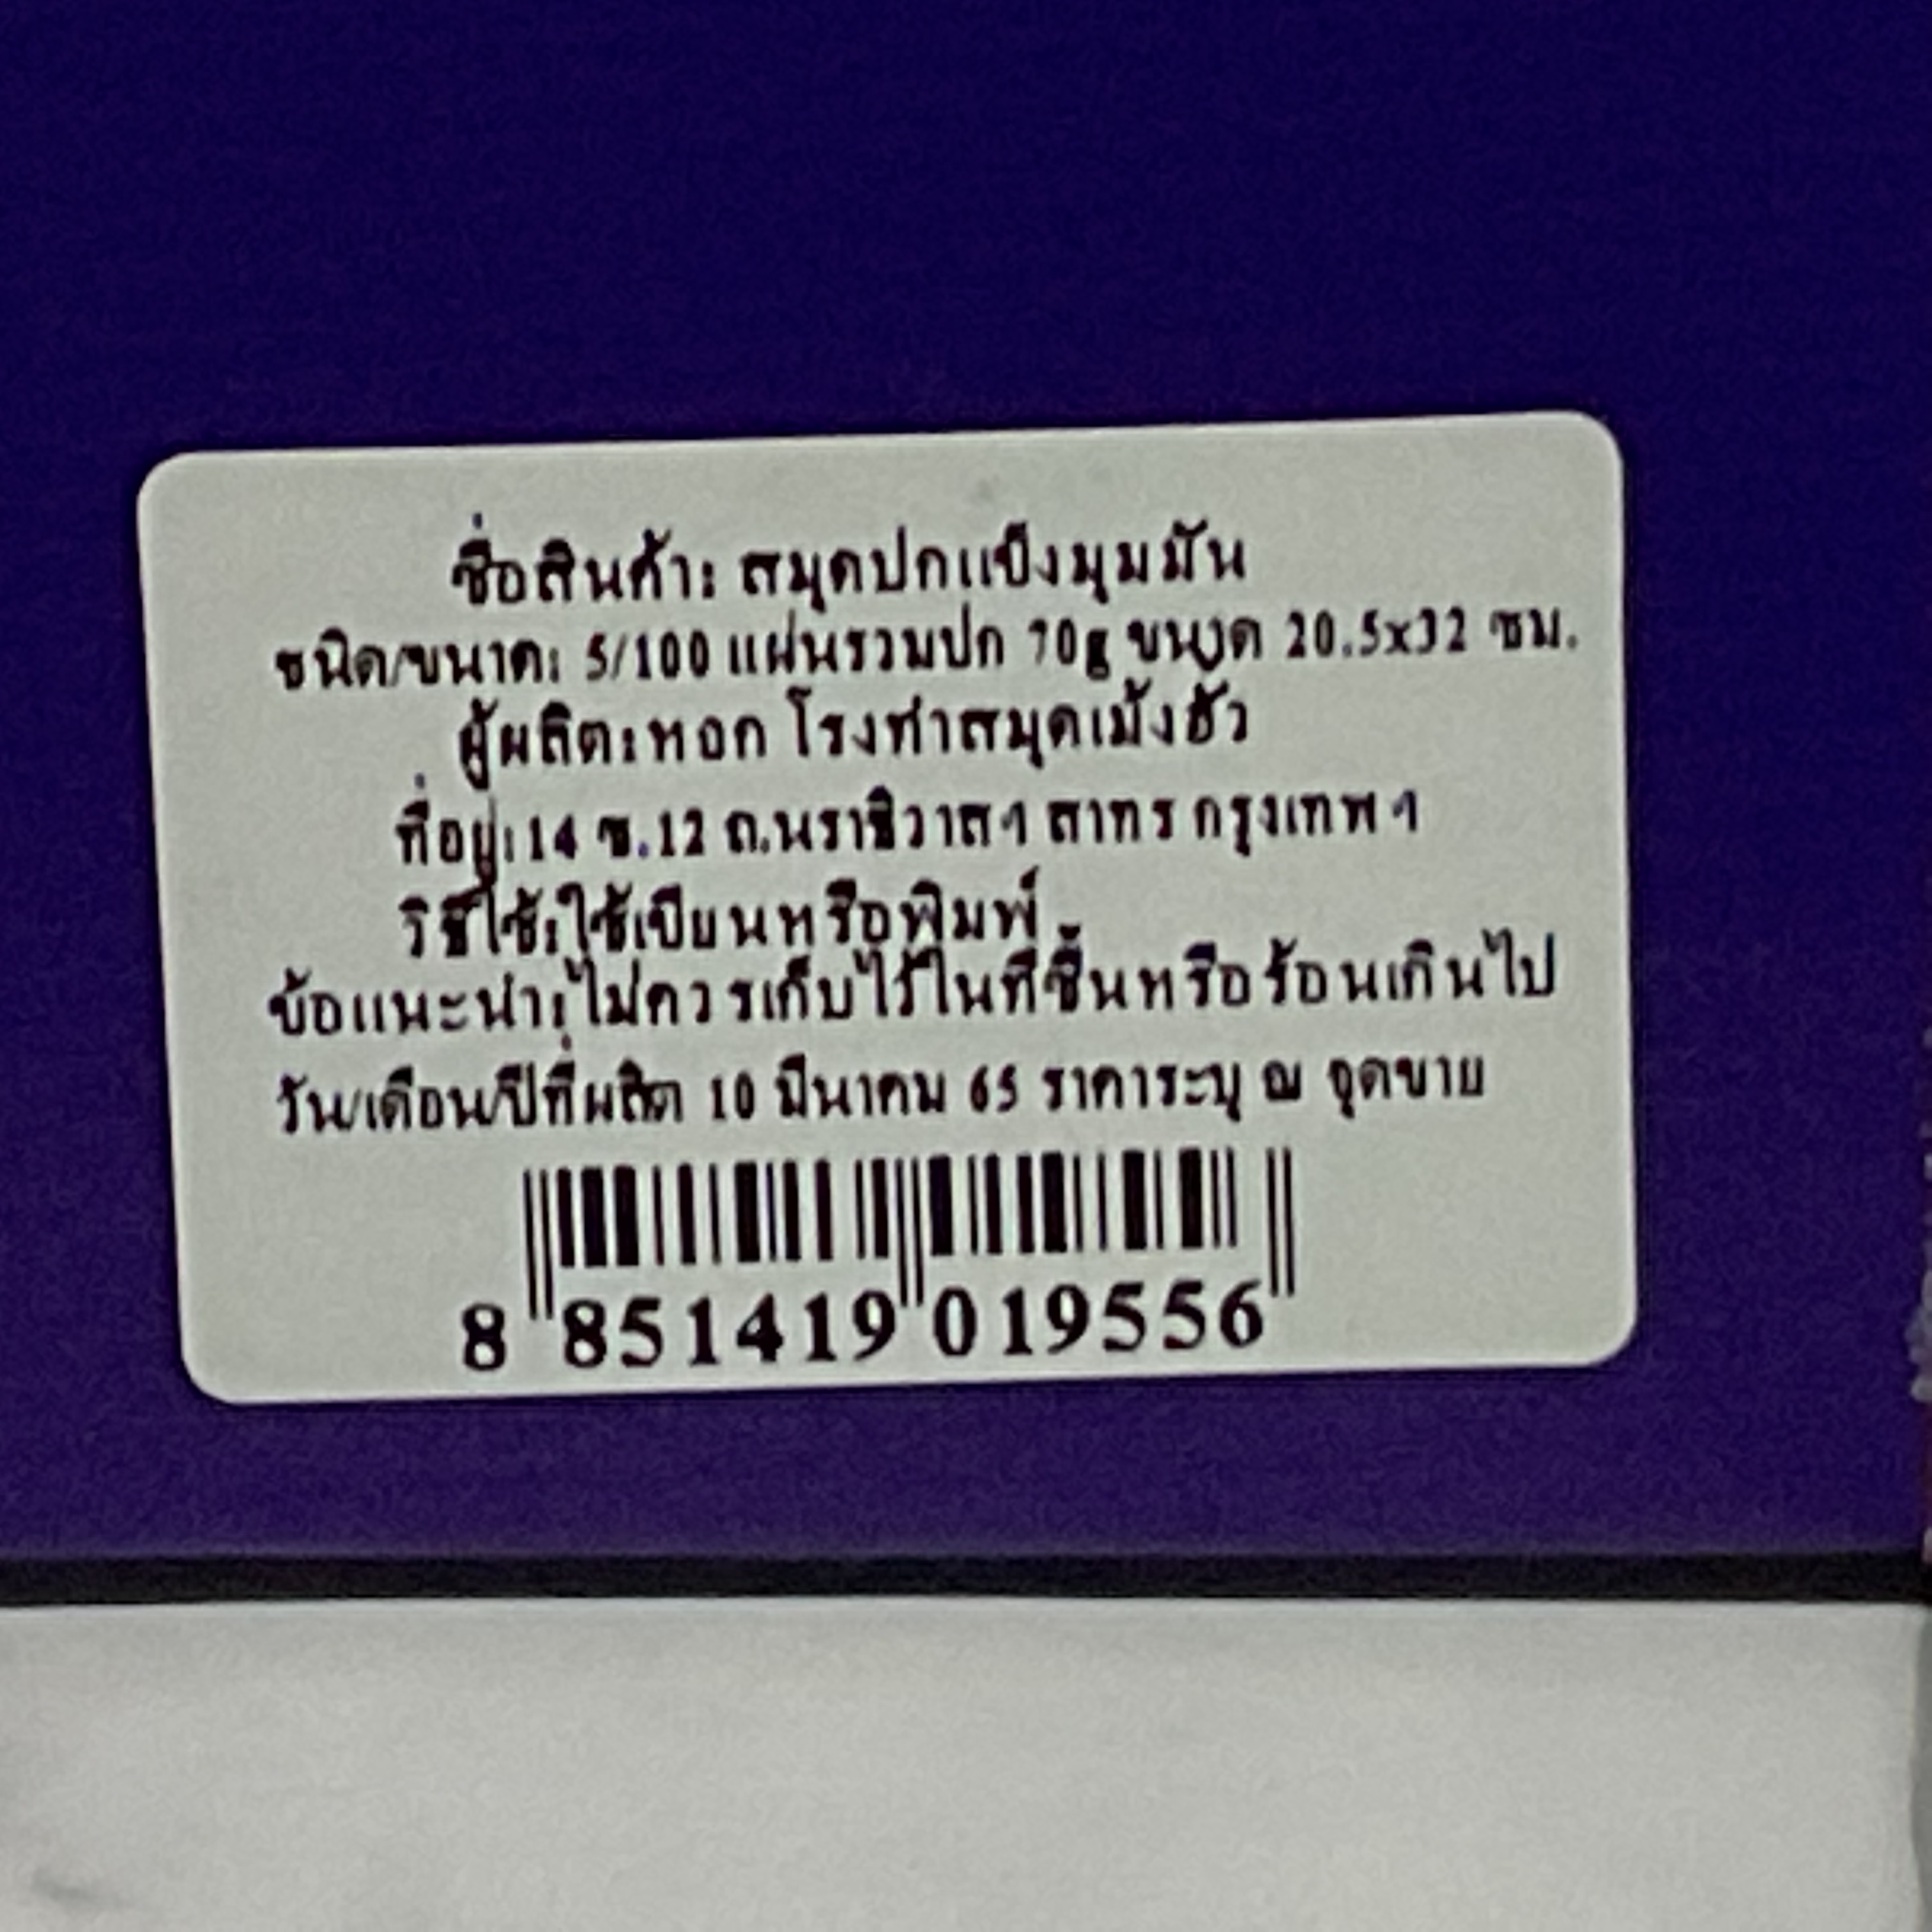 ชื่อสินค้า: สมุดปกแข็งมุมมัน
ชนิด/ขนาด: 5/100 แผ่นรวมปก 70g ขนาด 20.5x32 ซม.
ผู้ผลิต:หจก โรงทำสมุดเม้งฮั้ว
ที่อยู่:14 ซ.12 ถ.นราธิวาสฯ สาทร กรุงเทพฯ
วิธีใช้:ใช้เขียนหรือพิมพ์
ข้อแนะนำ:ไม่ควรเก็บไว้ในที่ชื้นหรือร้อนเกินไป
วัน/เดือน/ปีที่ผลิต 10 มีนาคม 65 ราคาระบุ ณ จุดขาย
8 851419 019556